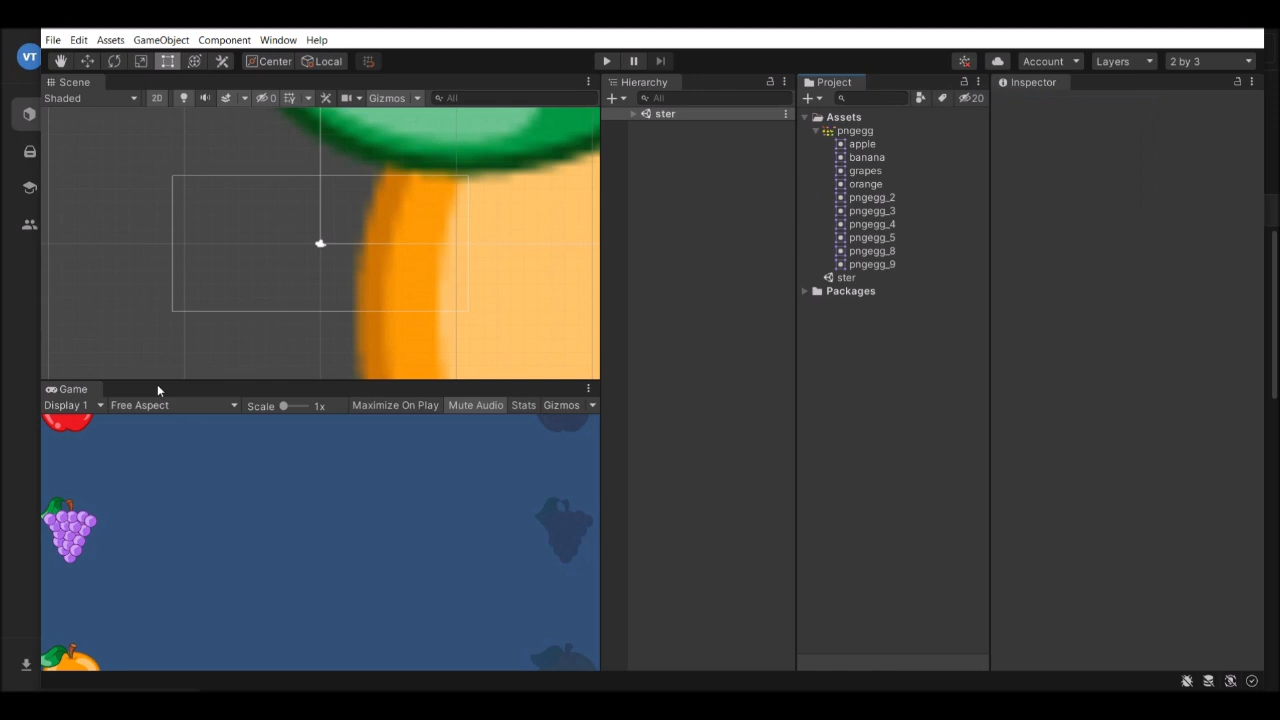 VT
File Edit Assets GameObject Component Window Help
Center Local
Account Layers 2 by 3
Scene
Shaded 2D 0 Gizmos All
Hierarchy
All
ster
Project
20
Assets
pngegg
apple
banana
grapes
orange
pngegg_2
pngegg_3
pngegg_4
pngegg_5
pngegg_8
pngegg_9
ster
Packages
Inspector
Game
Display 1 Free Aspect Scale 1x Maximize On Play Mute Audio Stats Gizmos